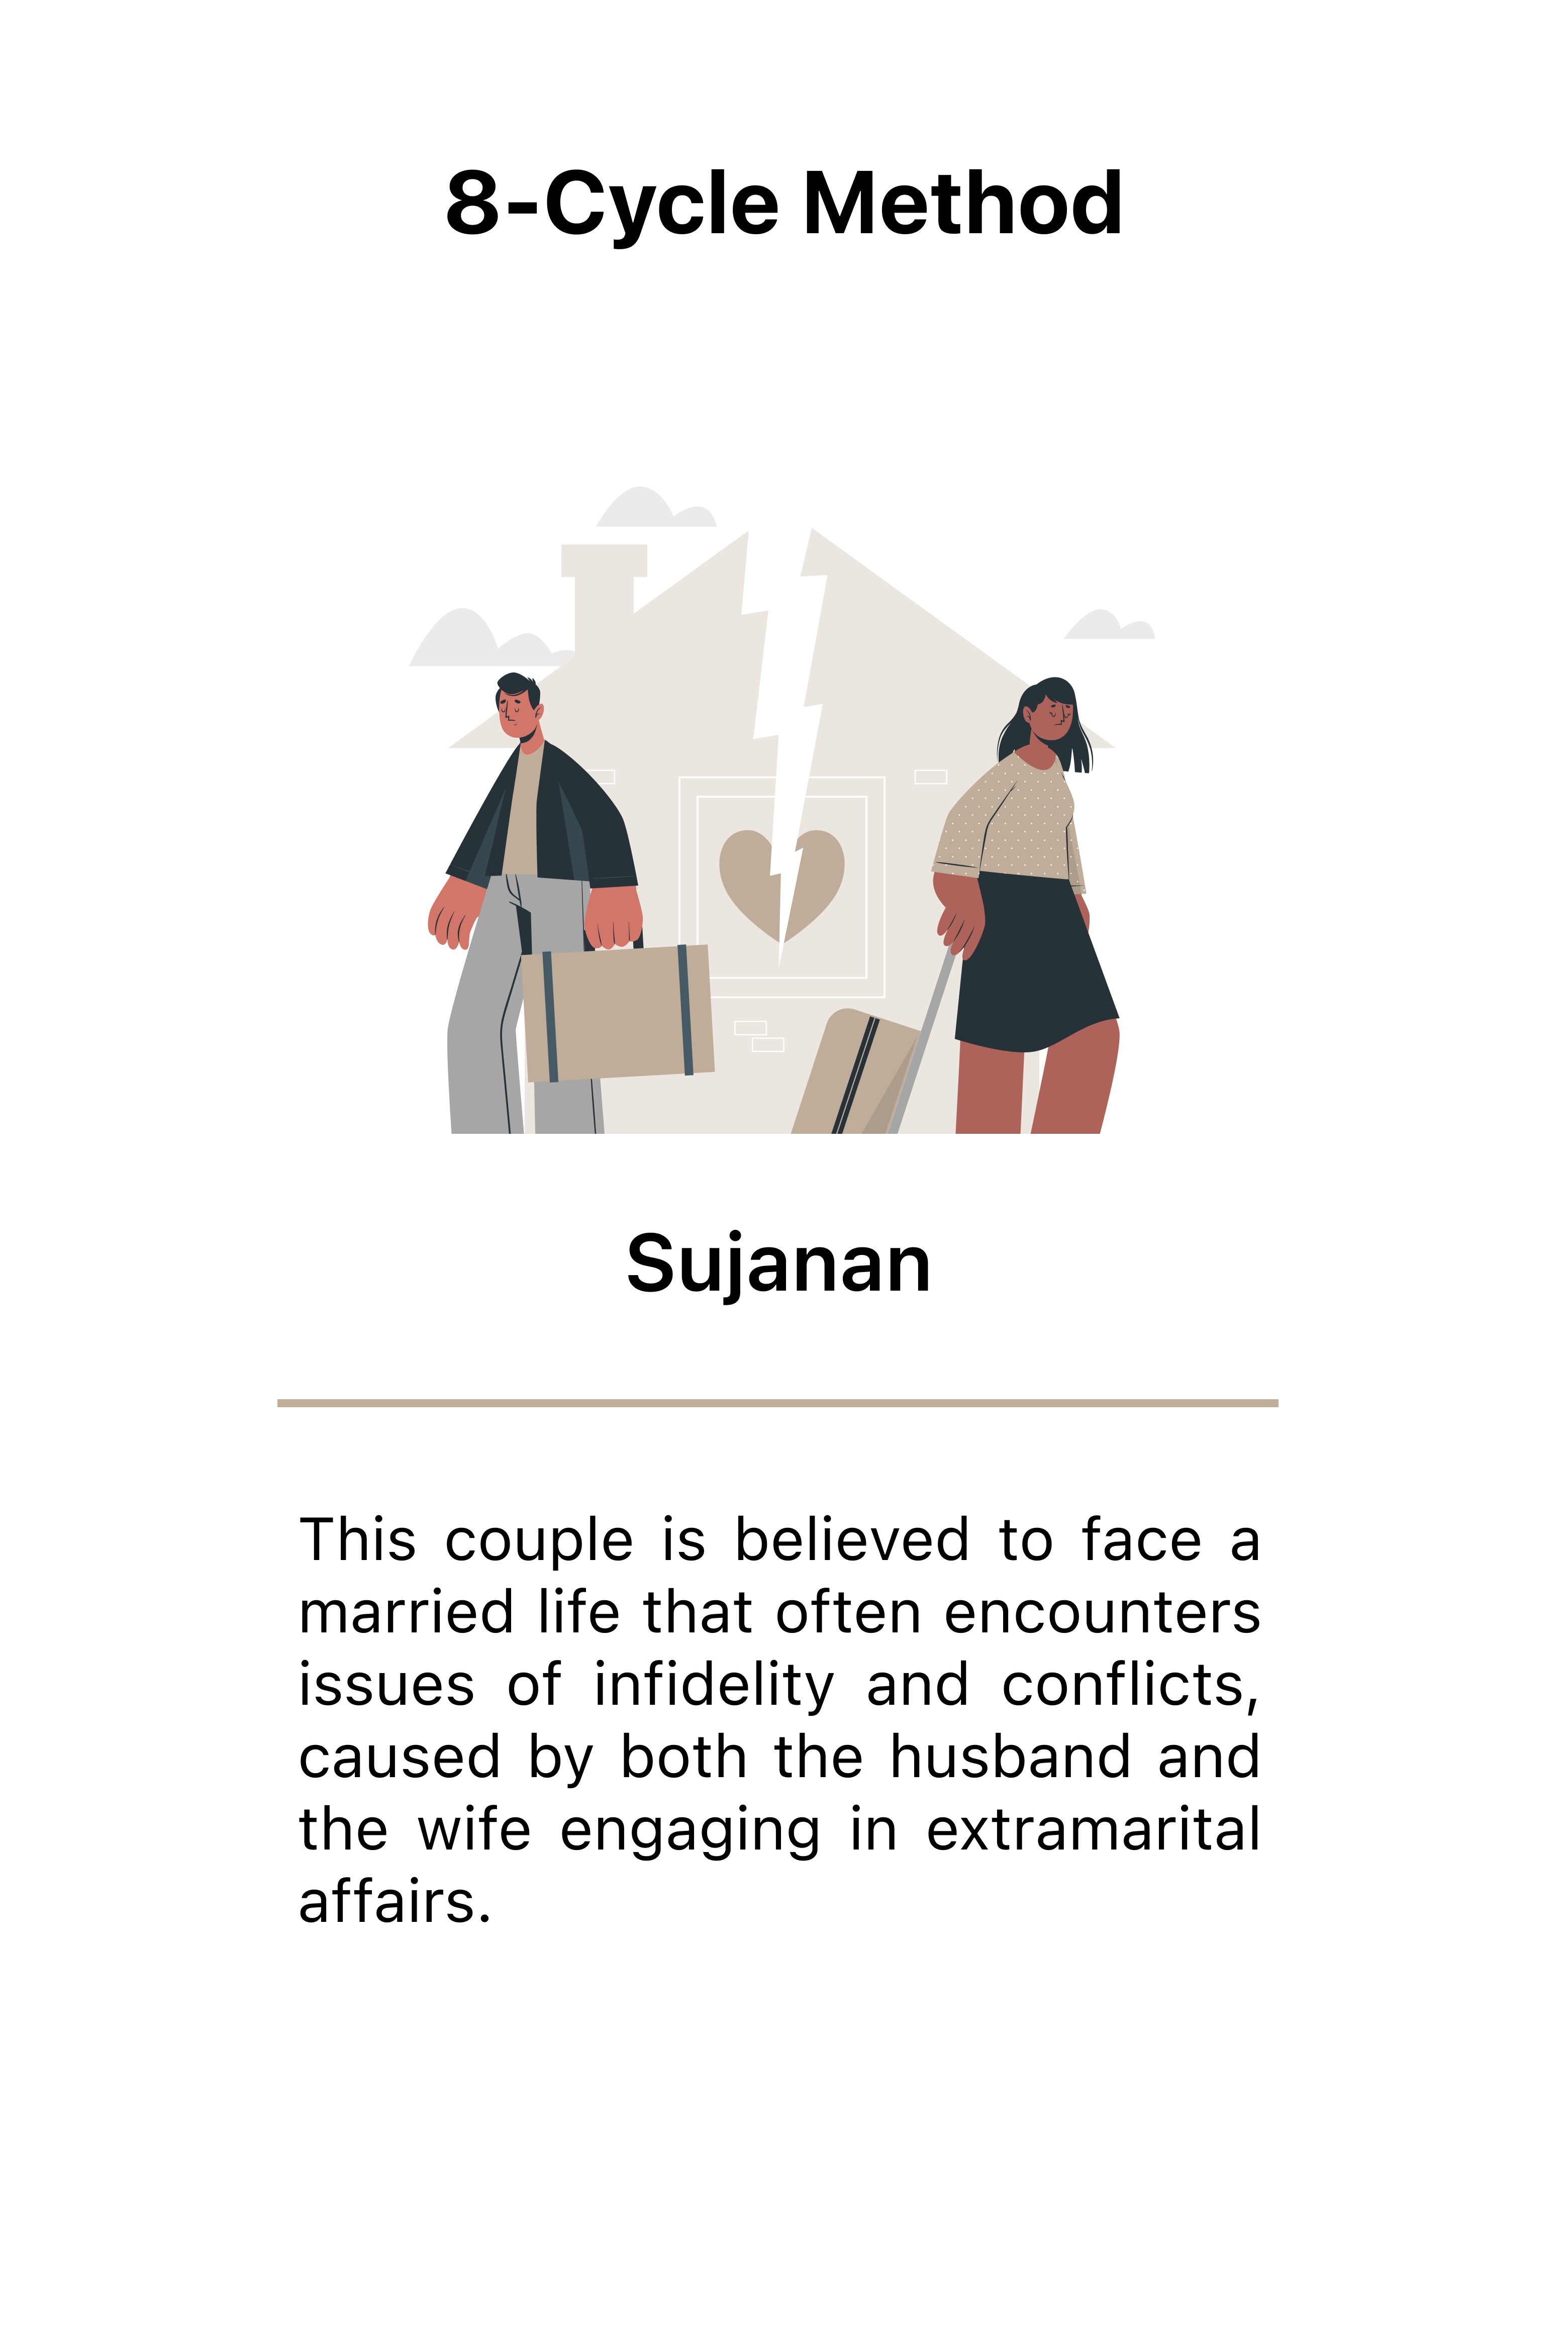 8-Cycle Method
Sujanan
This couple is believed to face a
married life that often encounters
issues of infidelity and conflicts,
caused by both the husband and
the wife engaging in extramarital
affairs.